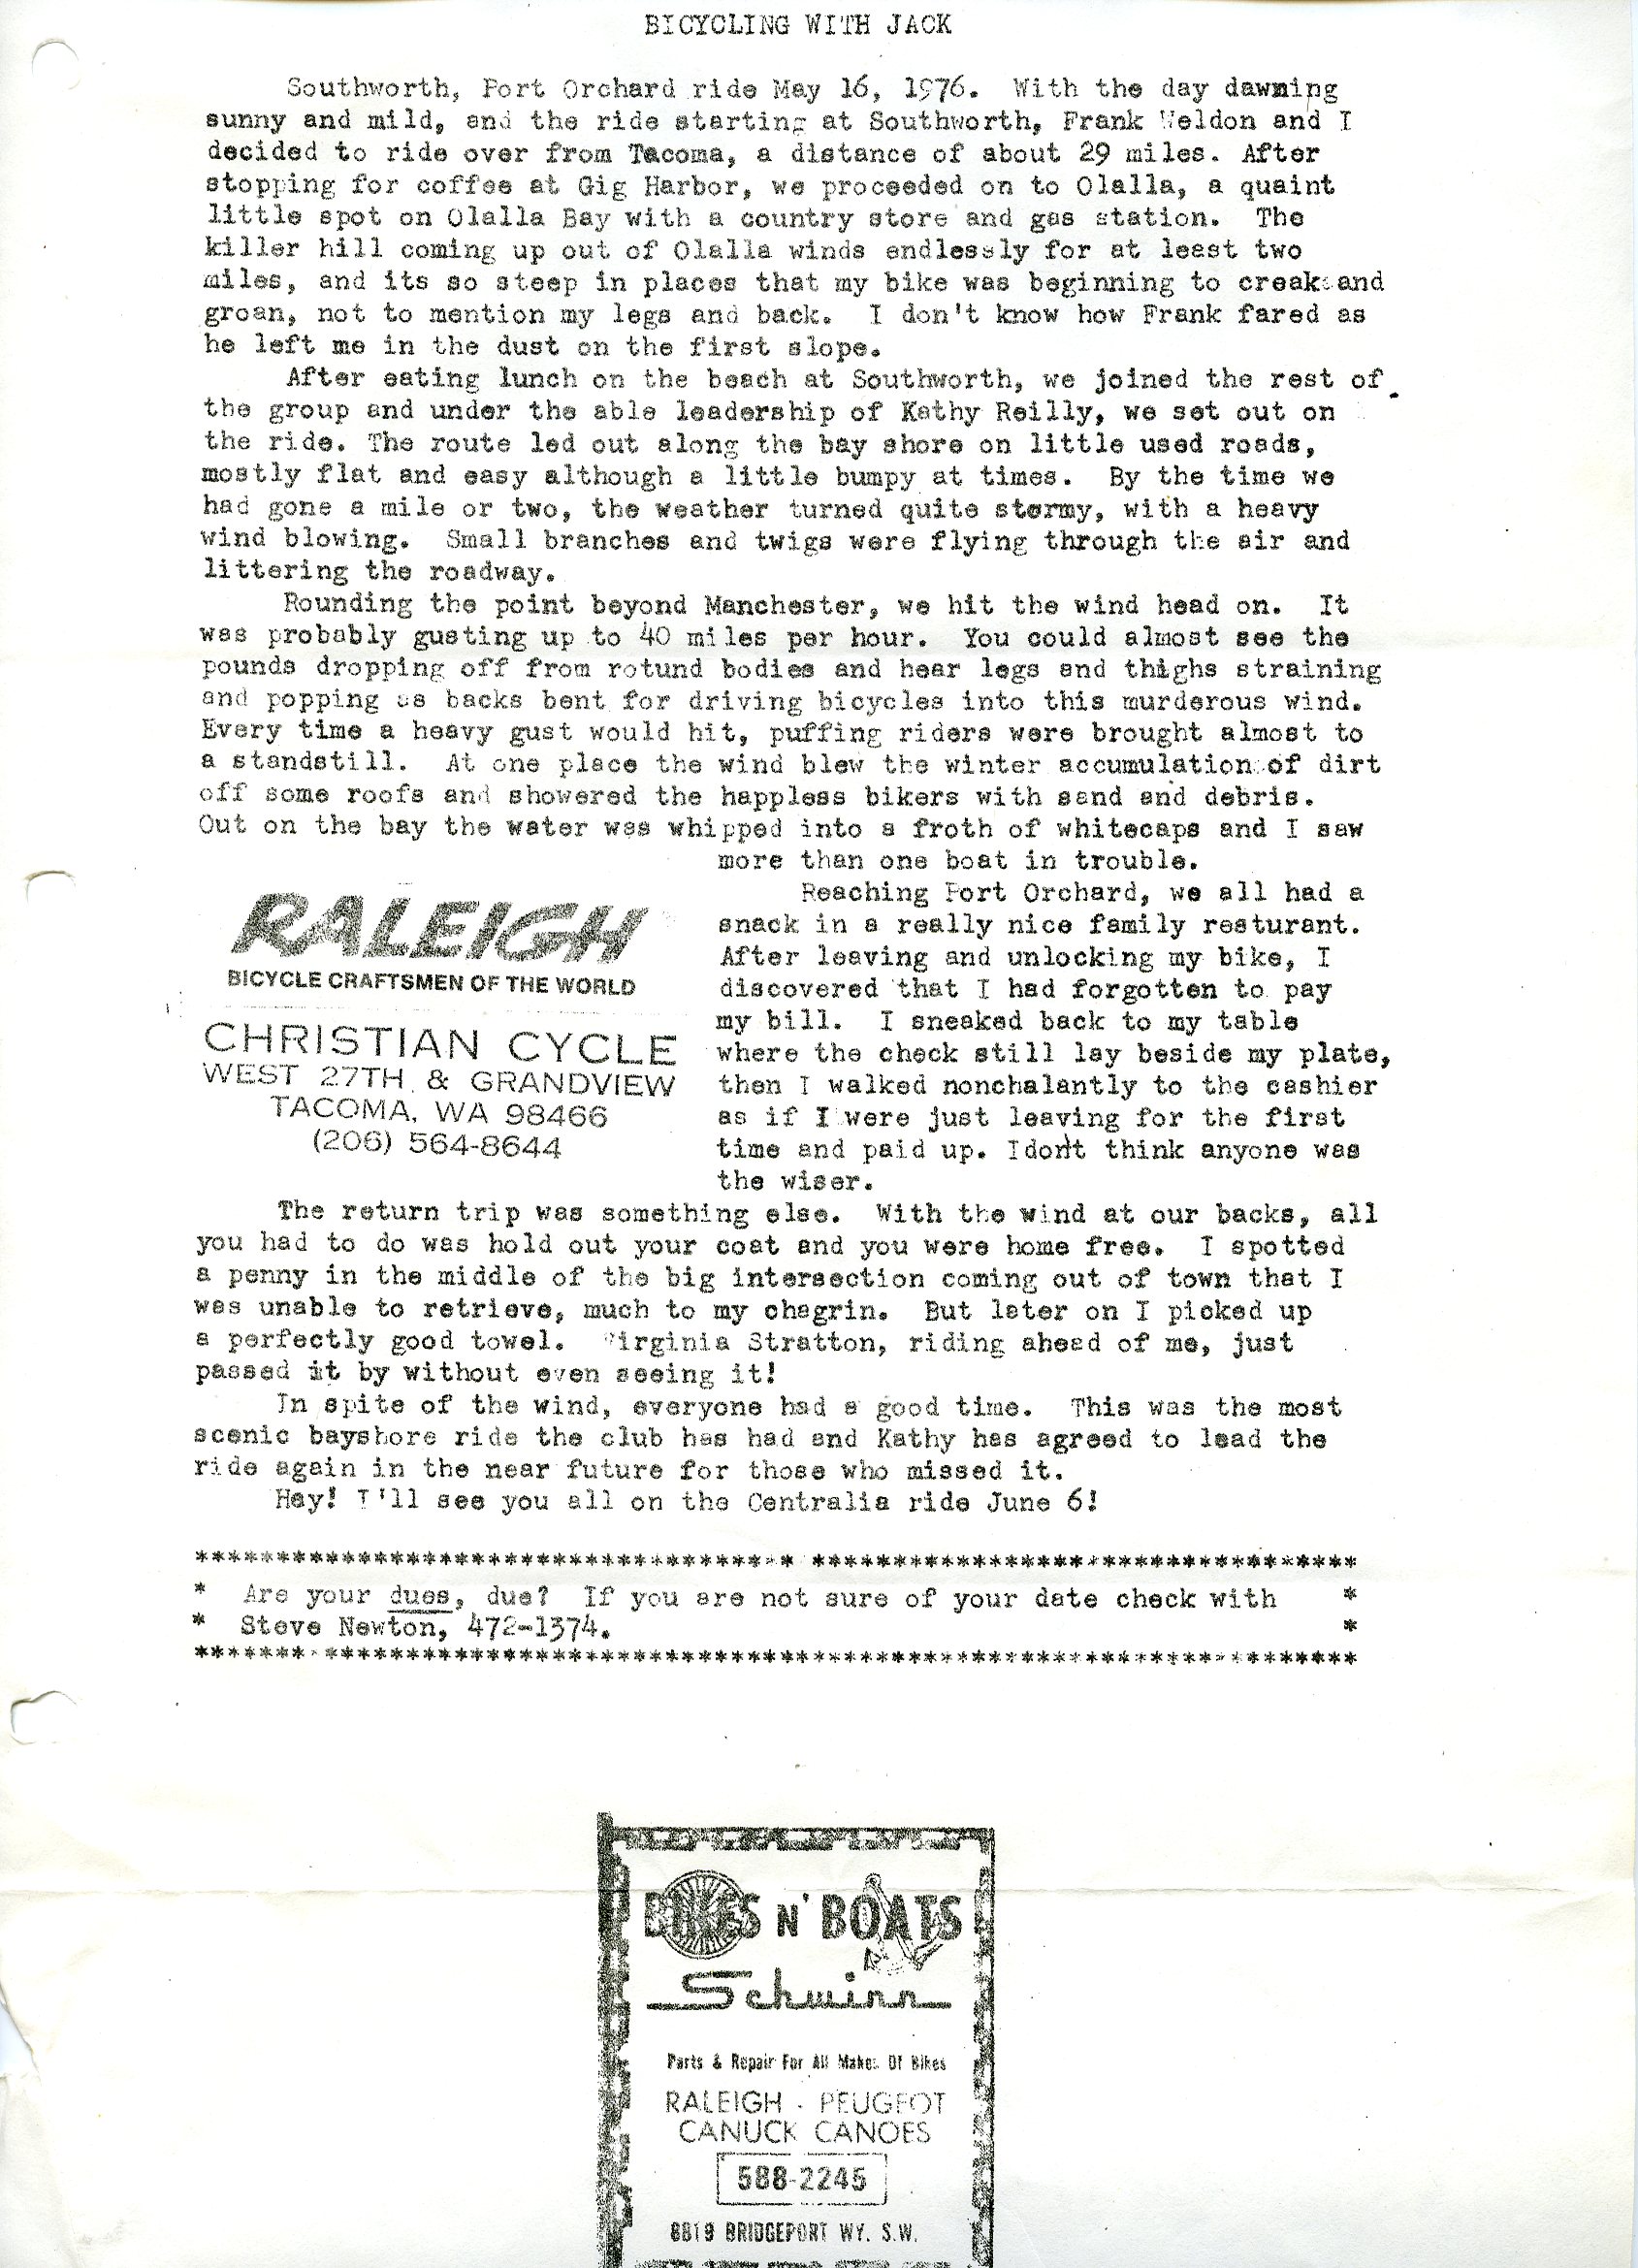 BICYCLING WITH JACK
Southworth, Port Orchard ride May 16, 1976. With the day dawning
sunny and mild, and the ride starting at Southworth, Frank Weldon and I
decided to ride over from Tacoma, a distance of about 29 miles. After
stopping for coffee at Gig Harbor, we proceeded on to Olalla, a quaint
little spot on Olalla Bay with a country store and gas station. The
killer hill coming up out of Olalla winds endlessly for at least two
miles, and its so steep in places that my bike was beginning to creak and
groan, not to mention my legs and back. I don't know how Frank fared as
he left me in the dust on the first slope.
After eating lunch on the beach at Southworth, we joined the rest of
the group and under the able leadership of Kathy Reilly, we set out on
the ride. The route led out along the bay shore on little used roads,
mostly flat and easy although a little bumpy at times. By the time we
had gone a mile or two, the weather turned quite stormy, with a heavy
wind blowing. Small branches and twigs were flying through the air and
littering the roadway.
Rounding the point beyond Manchester, we hit the wind head on. It
was probably gusting up to 40 miles per hour. You could almost see the
pounds dropping off from rotund bodies and hear legs and thighs straining
and popping as backs bent for driving bicycles into this murderous wind.
Every time a heavy gust would hit, puffing riders were brought almost to
a standstill. At one place the wind blew the winter accumulation of dirt
off some roofs and showered the happless bikers with sand and debris.
Out on the bay the water was whipped into a froth of whitecaps and I saw
more than one boat in trouble.
Reaching Port Orchard, we all had a
snack in a really nice family resturant.
After leaving and unlocking my bike, I
discovered that I had forgotten to pay
my bill. I sneaked back to my table
where the check still lay beside my plate,
then I walked nonchalantly to the cashier
as if I were just leaving for the first
time and paid up. I don't think anyone was
the wiser.
RALEIGH
BICYCLE CRAFTSMEN OF THE WORLD
CHRISTIAN CYCLE
WEST 27TH & GRANDVIEW
TACOMA, WA 98466
(206) 564-8644
The return trip was something else. With the wind at our backs, all
you had to do was hold out your coat and you were home free. I spotted
a penny in the middle of the big intersection coming out of town that I
was unable to retrieve, much to my chagrin. But later on I picked up
a perfectly good towel. Virginia Stratton, riding ahead of me, just
passed it by without even seeing it!
In spite of the wind, everyone had a good time. This was the most
scenic bayshore ride the club has had and Kathy has agreed to lead the
ride again in the near future for those who missed it.
Hey! I'll see you all on the Centralia ride June 6!
************************************************************************
* Are your dues, due? If you are not sure of your date check with *
* Steve Newton, 472-1374. *
************************************************************************
BIKES N' BOATS
Schwinn
Parts & Repair For All Makes Of Bikes
RALEIGH - PEUGEOT
CANUCK CANOES
588-2245
8819 BRIDGEPORT WY. S.W.